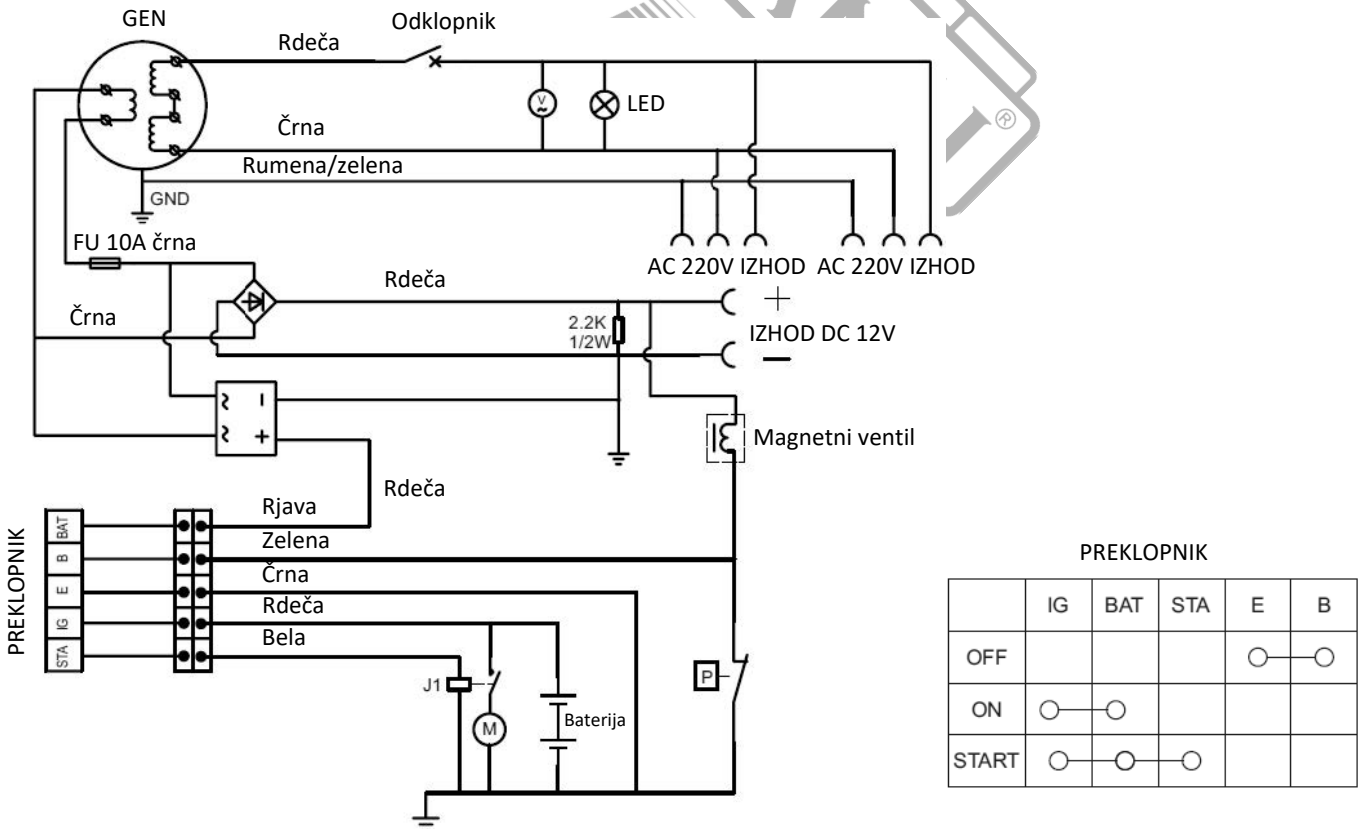 GEN
Odklopnik
Rdeča
V
LED
Črna
Rumena/zelena
®
GND
FU 10A črna
AC 220V IZHOD
AC 220V IZHOD
Rdeča
+
Črna
2.2K
1/2W
IZHOD DC 12V
—
~ −
~ +
Magnetni ventil
Rdeča
PREKLOPNIK
BAT
B
E
IG
STA
Rjava
Zelena
Črna
Rdeča
Bela
J1
M
Baterija
P
PREKLOPNIK
IG BAT STA E B
OFF
ON
START